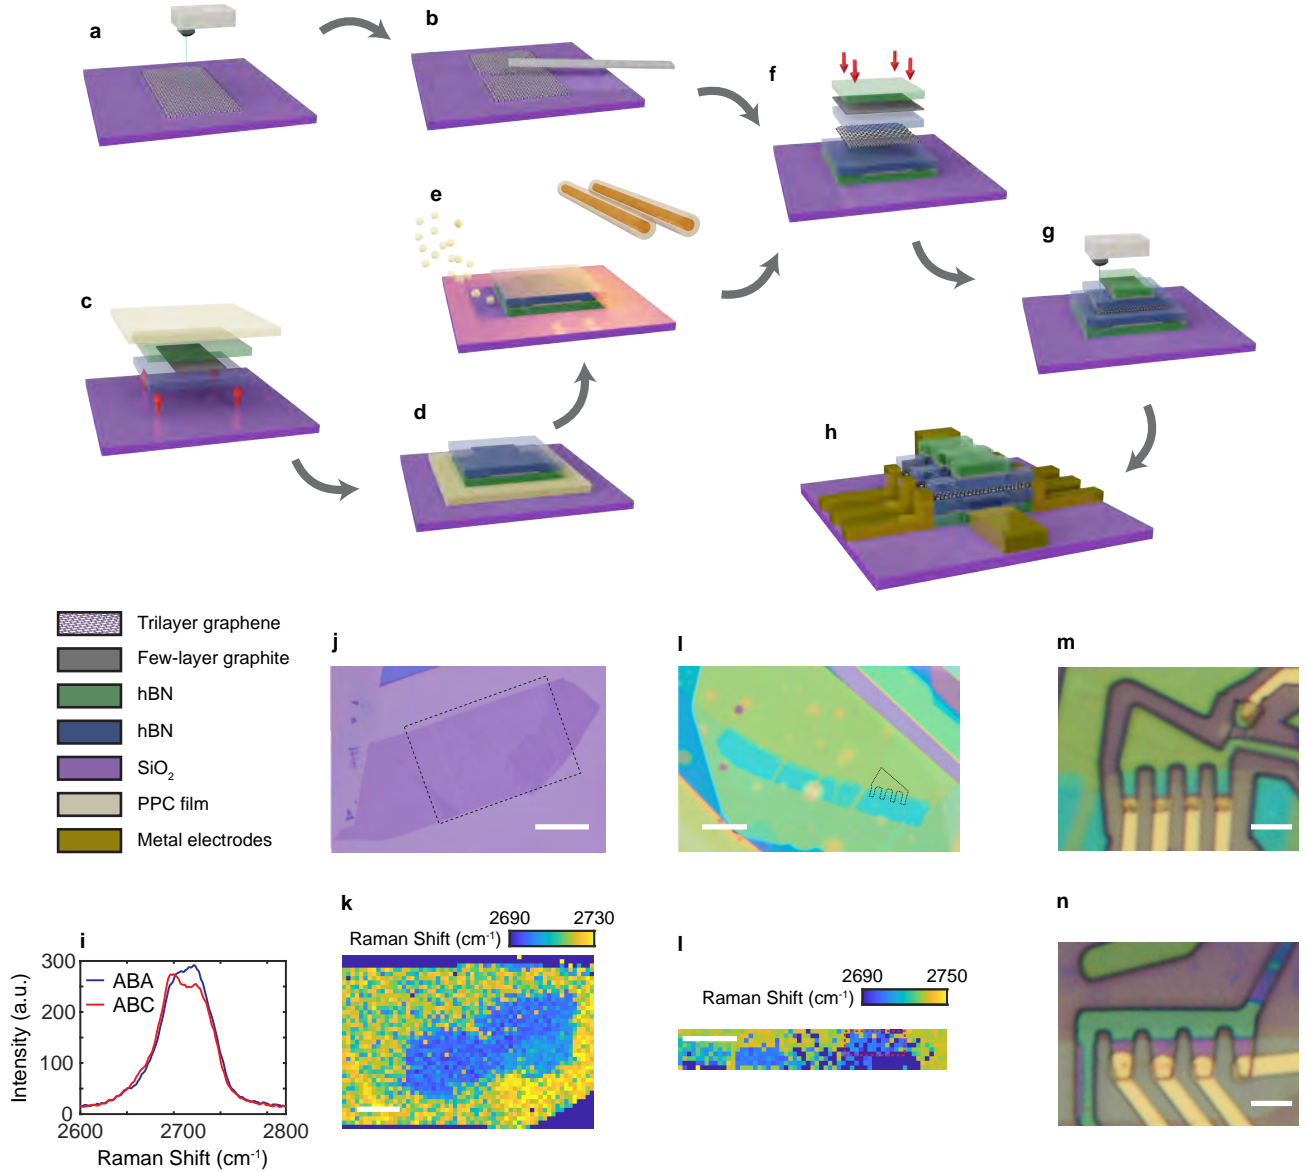 a
b
f
e
g
c
d
h
Trilayer graphene
Few-layer graphite
hBN
hBN
SiO2
PPC film
Metal electrodes
j
l
m
k
2690 2730
Raman Shift (cm-1)
l
2690 2750
Raman Shift (cm-1)
n
i
300
200
100
0
ABA
ABC
Intensity (a.u.)
2600 2700 2800
Raman Shift (cm-1)